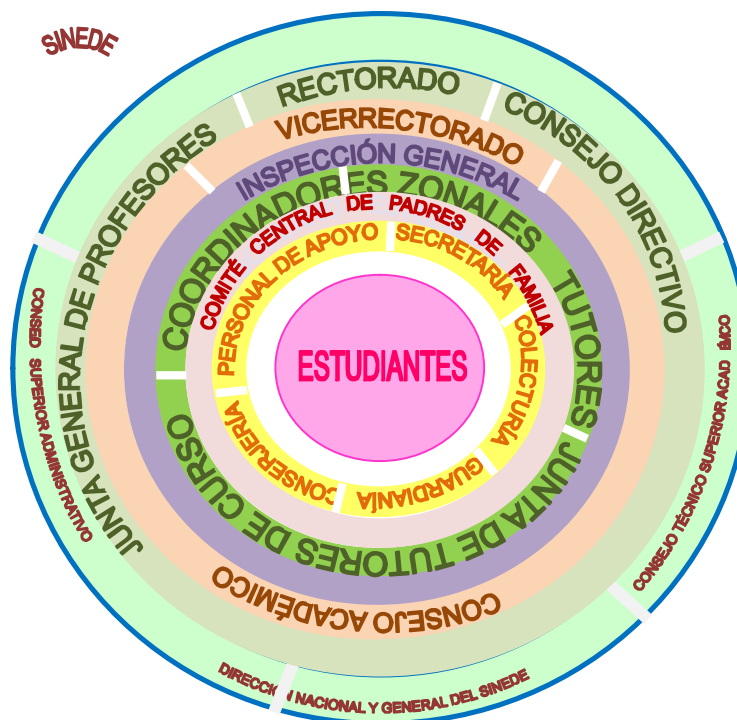 SINEDE
RECTORADO
CONSEJO DIRECTIVO
JUNTA GENERAL DE PROFESORES
VICERRECTORADO
CONSEJO ACADÉMICO
INSPECCIÓN GENERAL
COORDINADORES ZONALES
TUTORES
JUNTA DE TUTORES DE CURSO
COMITÉ CENTRAL DE PADRES DE FAMILIA
PERSONAL DE APOYO
SECRETARIA
COLECTURÍA
GUARDIANÍA
CONSERJERÍA
ESTUDIANTES
CONSED SUPERIOR ADMINISTRATIVO
CONSEJO TÉCNICO SUPERIOR ACAD ÉMCO
DIRECCI N NACIONAL Y GENERAL DEL SINEDE